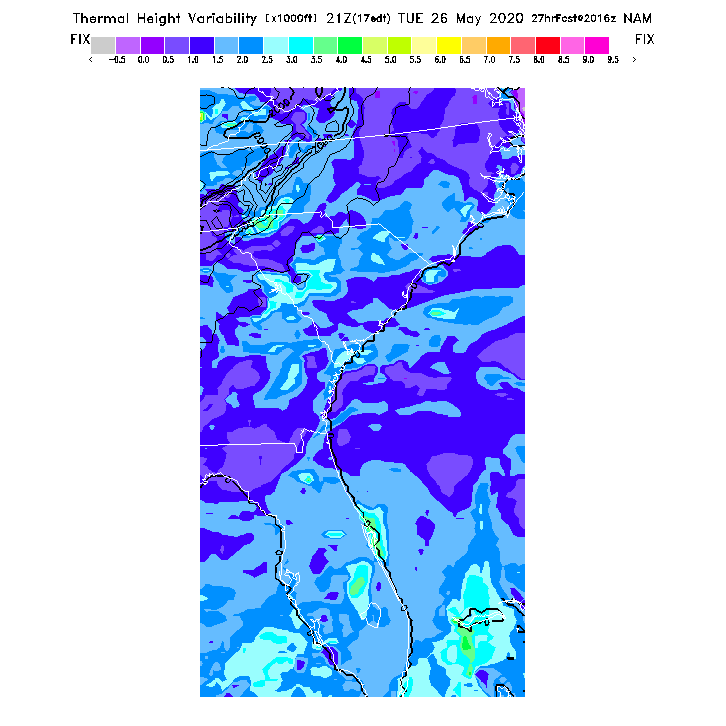 Thermal Height Variability [x1000ft] 21Z(17edt) TUE 26 May 2020 27hrFcst@2016z NAM
FIX FIX
< -0.5 0.0 0.5 1.0 1.5 2.0 2.5 3.0 3.5 4.0 4.5 5.0 5.5 6.0 6.5 7.0 7.5 8.0 8.5 9.0 9.5 >